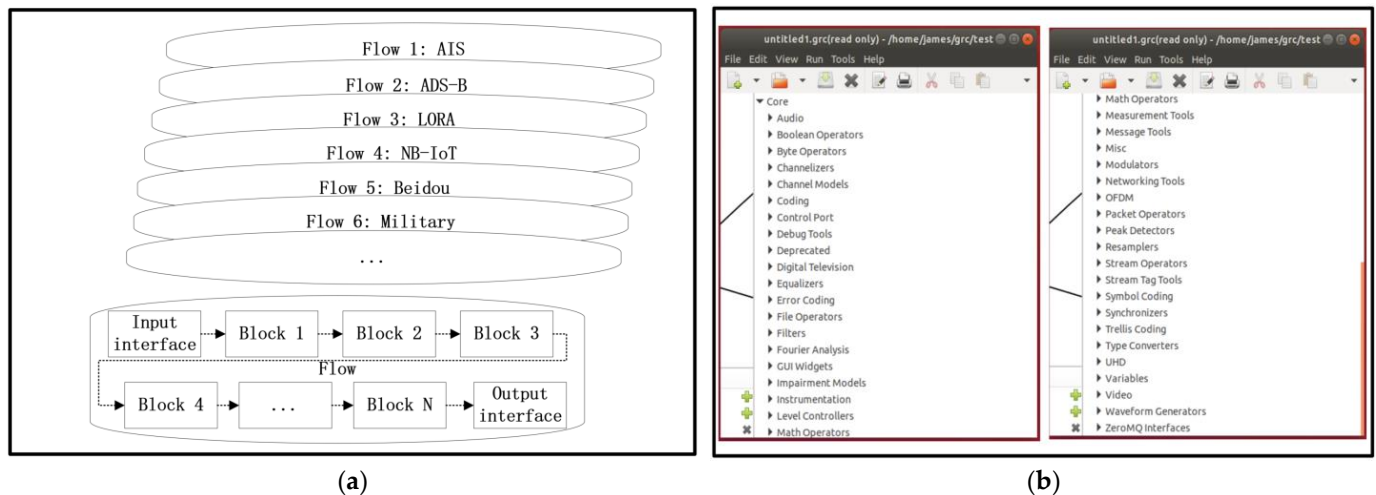 Flow 1: AIS
Flow 2: ADS-B
Flow 3: LORA
Flow 4: NB-IoT
Flow 5: Beidou
Flow 6: Military
...
Input
interface
Block 1
Block 2
Block 3
Flow
Block 4
...
Block N
Output
interface
(a)
untitled1.grc(read only) - /home/james/grc/test
File Edit View Run Tools Help
Core
Audio
Boolean Operators
Byte Operators
Channelizers
Channel Models
Coding
Control Port
Debug Tools
Deprecated
Digital Television
Equalizers
Error Coding
File Operators
Filters
Fourier Analysis
GUI Widgets
Impairment Models
Instrumentation
Level Controllers
Math Operators
untitled1.grc(read only) - /home/james/grc/test
File Edit View Run Tools Help
Math Operators
Measurement Tools
Message Tools
Misc
Modulators
Networking Tools
OFDM
Packet Operators
Peak Detectors
Resamplers
Stream Operators
Stream Tag Tools
Symbol Coding
Synchronizers
Trellis Coding
Type Converters
UHD
Variables
Video
Waveform Generators
ZeroMQ Interfaces
(b)